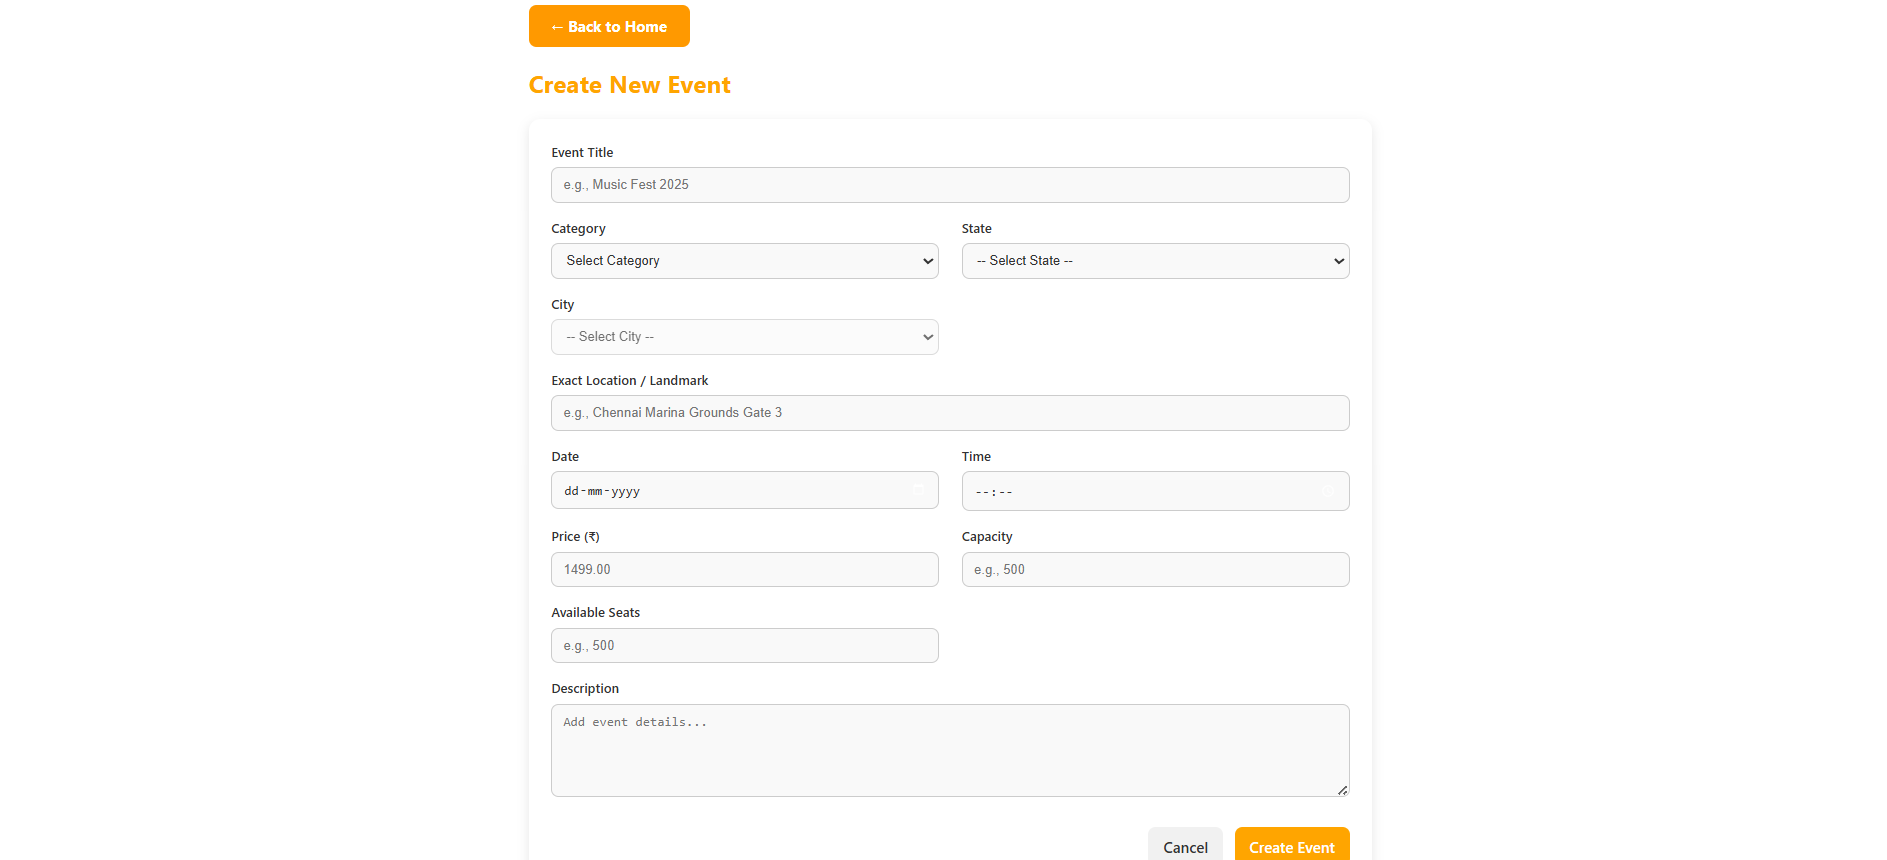 ← Back to Home
Create New Event
Event Title
e.g., Music Fest 2025
Category
State
Select Category
-- Select State --
City
-- Select City --
Exact Location / Landmark
e.g., Chennai Marina Grounds Gate 3
Date
Time
dd-mm-yyyy
--:--
Price (₹)
Capacity
1499.00
e.g., 500
Available Seats
e.g., 500
Description
Add event details...
Cancel
Create Event